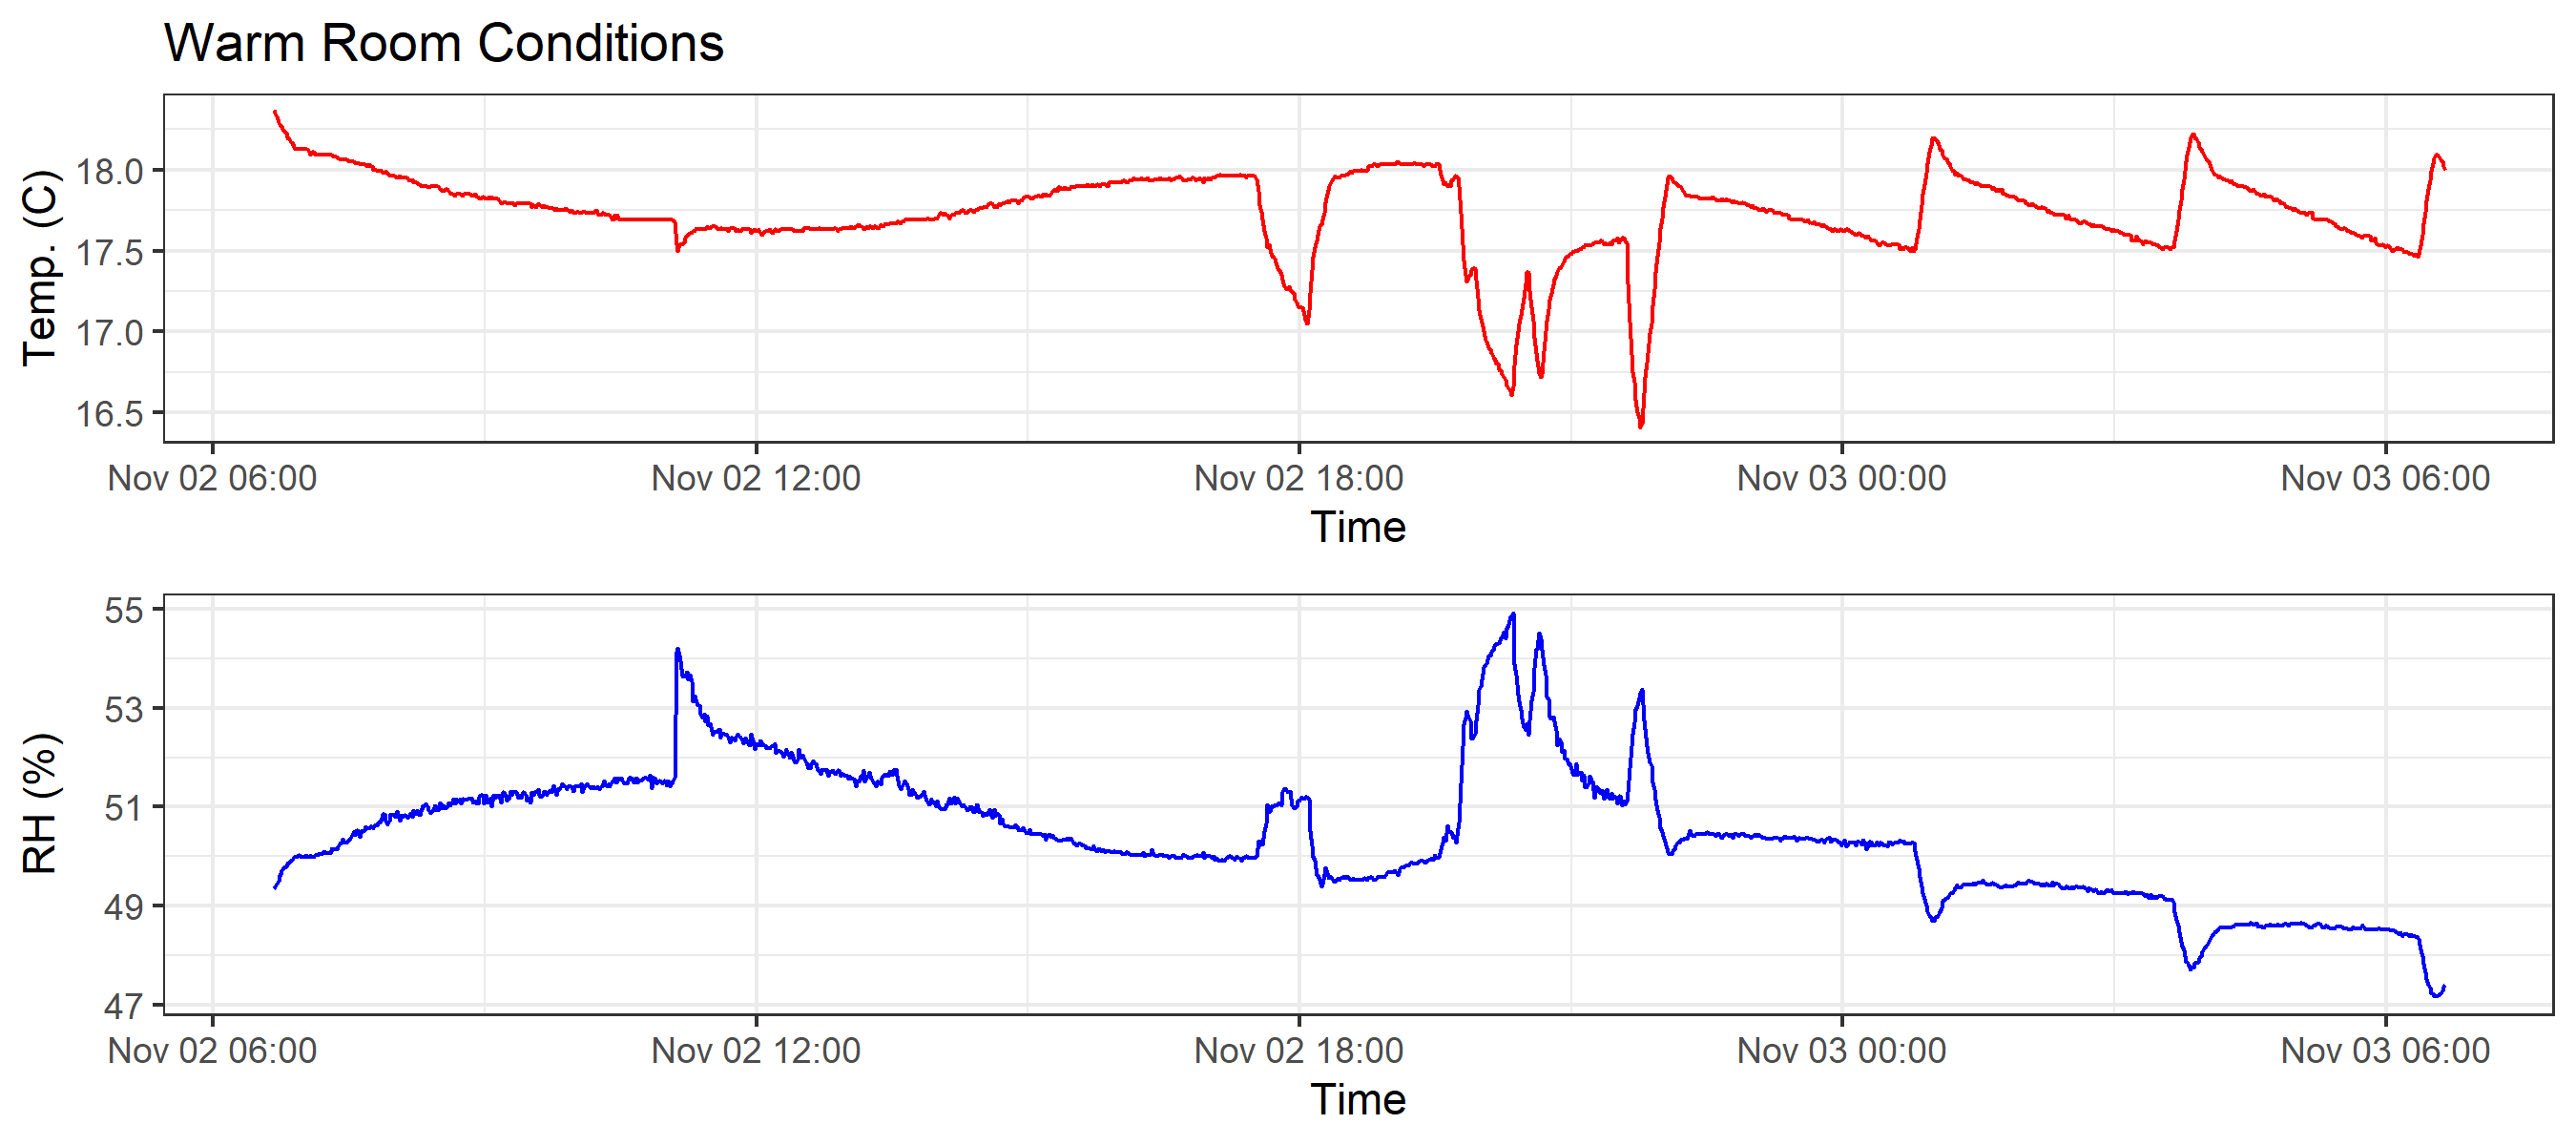 Warm Room Conditions
Temp. (C)
18.0
17.5
17.0
16.5
Nov 02 06:00 Nov 02 12:00 Nov 02 18:00 Nov 03 00:00 Nov 03 06:00
Time
RH (%)
55
53
51
49
47
Nov 02 06:00 Nov 02 12:00 Nov 02 18:00 Nov 03 00:00 Nov 03 06:00
Time